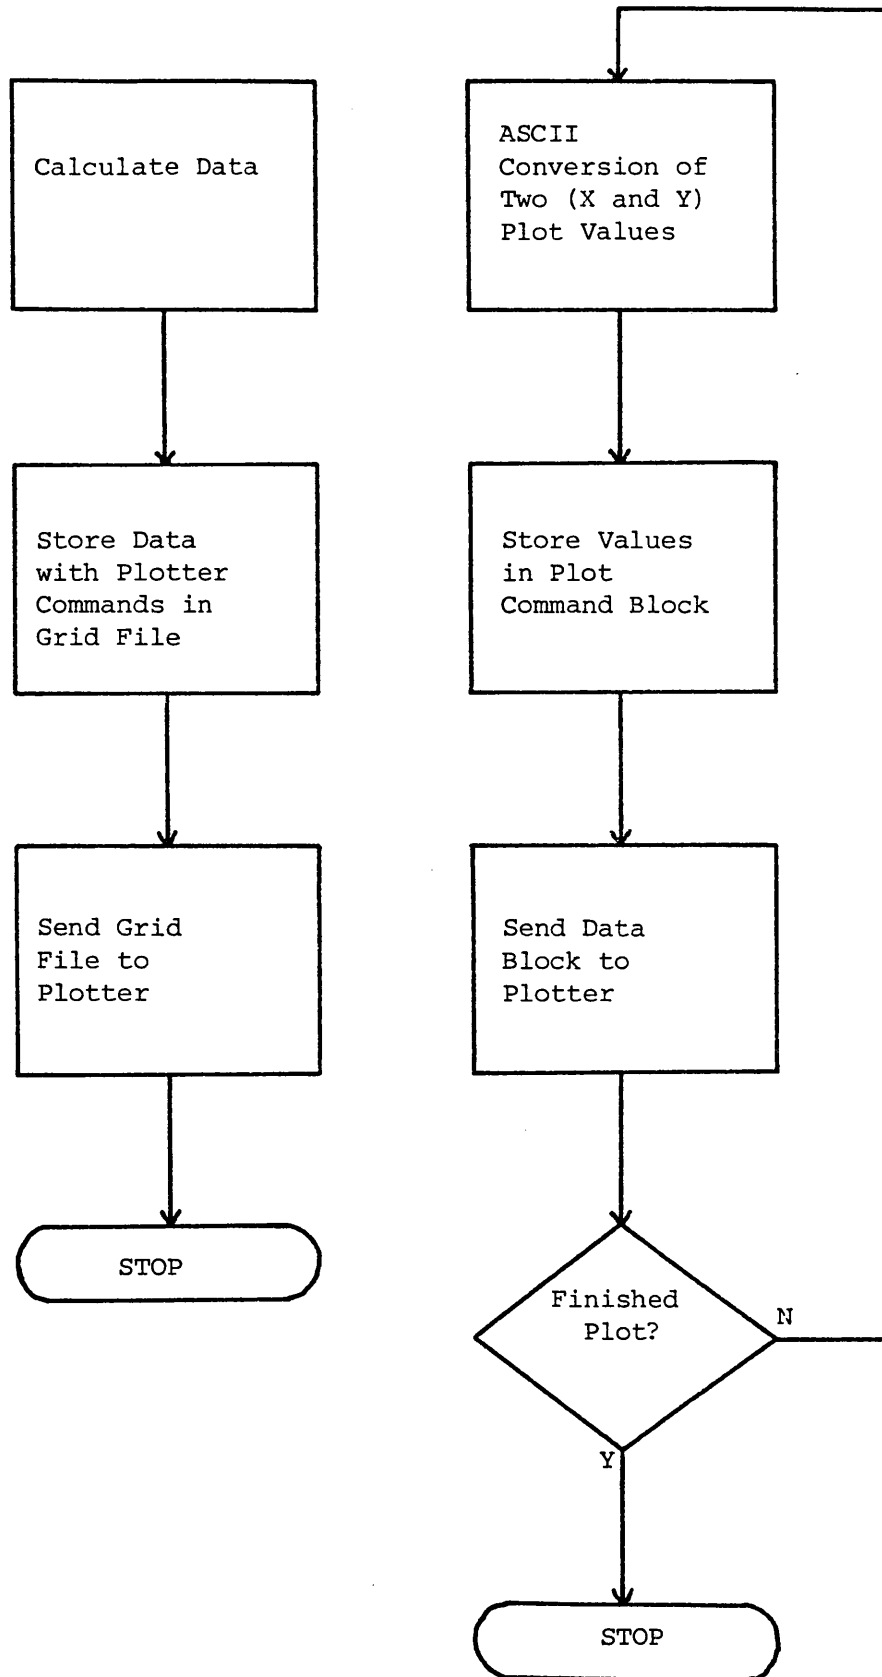 Calculate Data
Store Data
with Plotter
Commands in
Grid File
Send Grid
File to
Plotter
STOP
ASCII
Conversion of
Two (X and Y)
Plot Values
Store Values
in Plot
Command Block
Send Data
Block to
Plotter
Finished
Plot?
N
Y
STOP